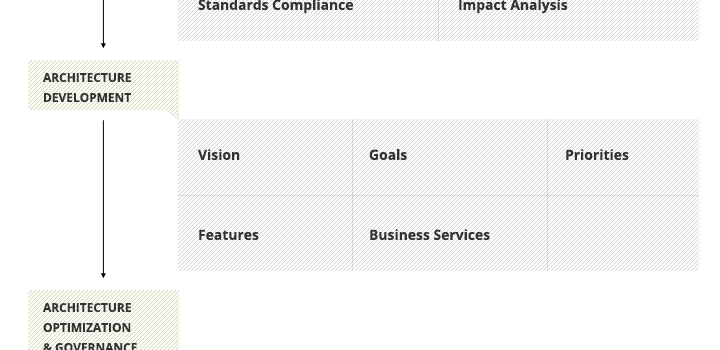 Standards Compliance Impact Analysis
ARCHITECTURE
DEVELOPMENT
Vision Goals Priorities
Features Business Services
ARCHITECTURE
OPTIMIZATION
& GOVERNANCE